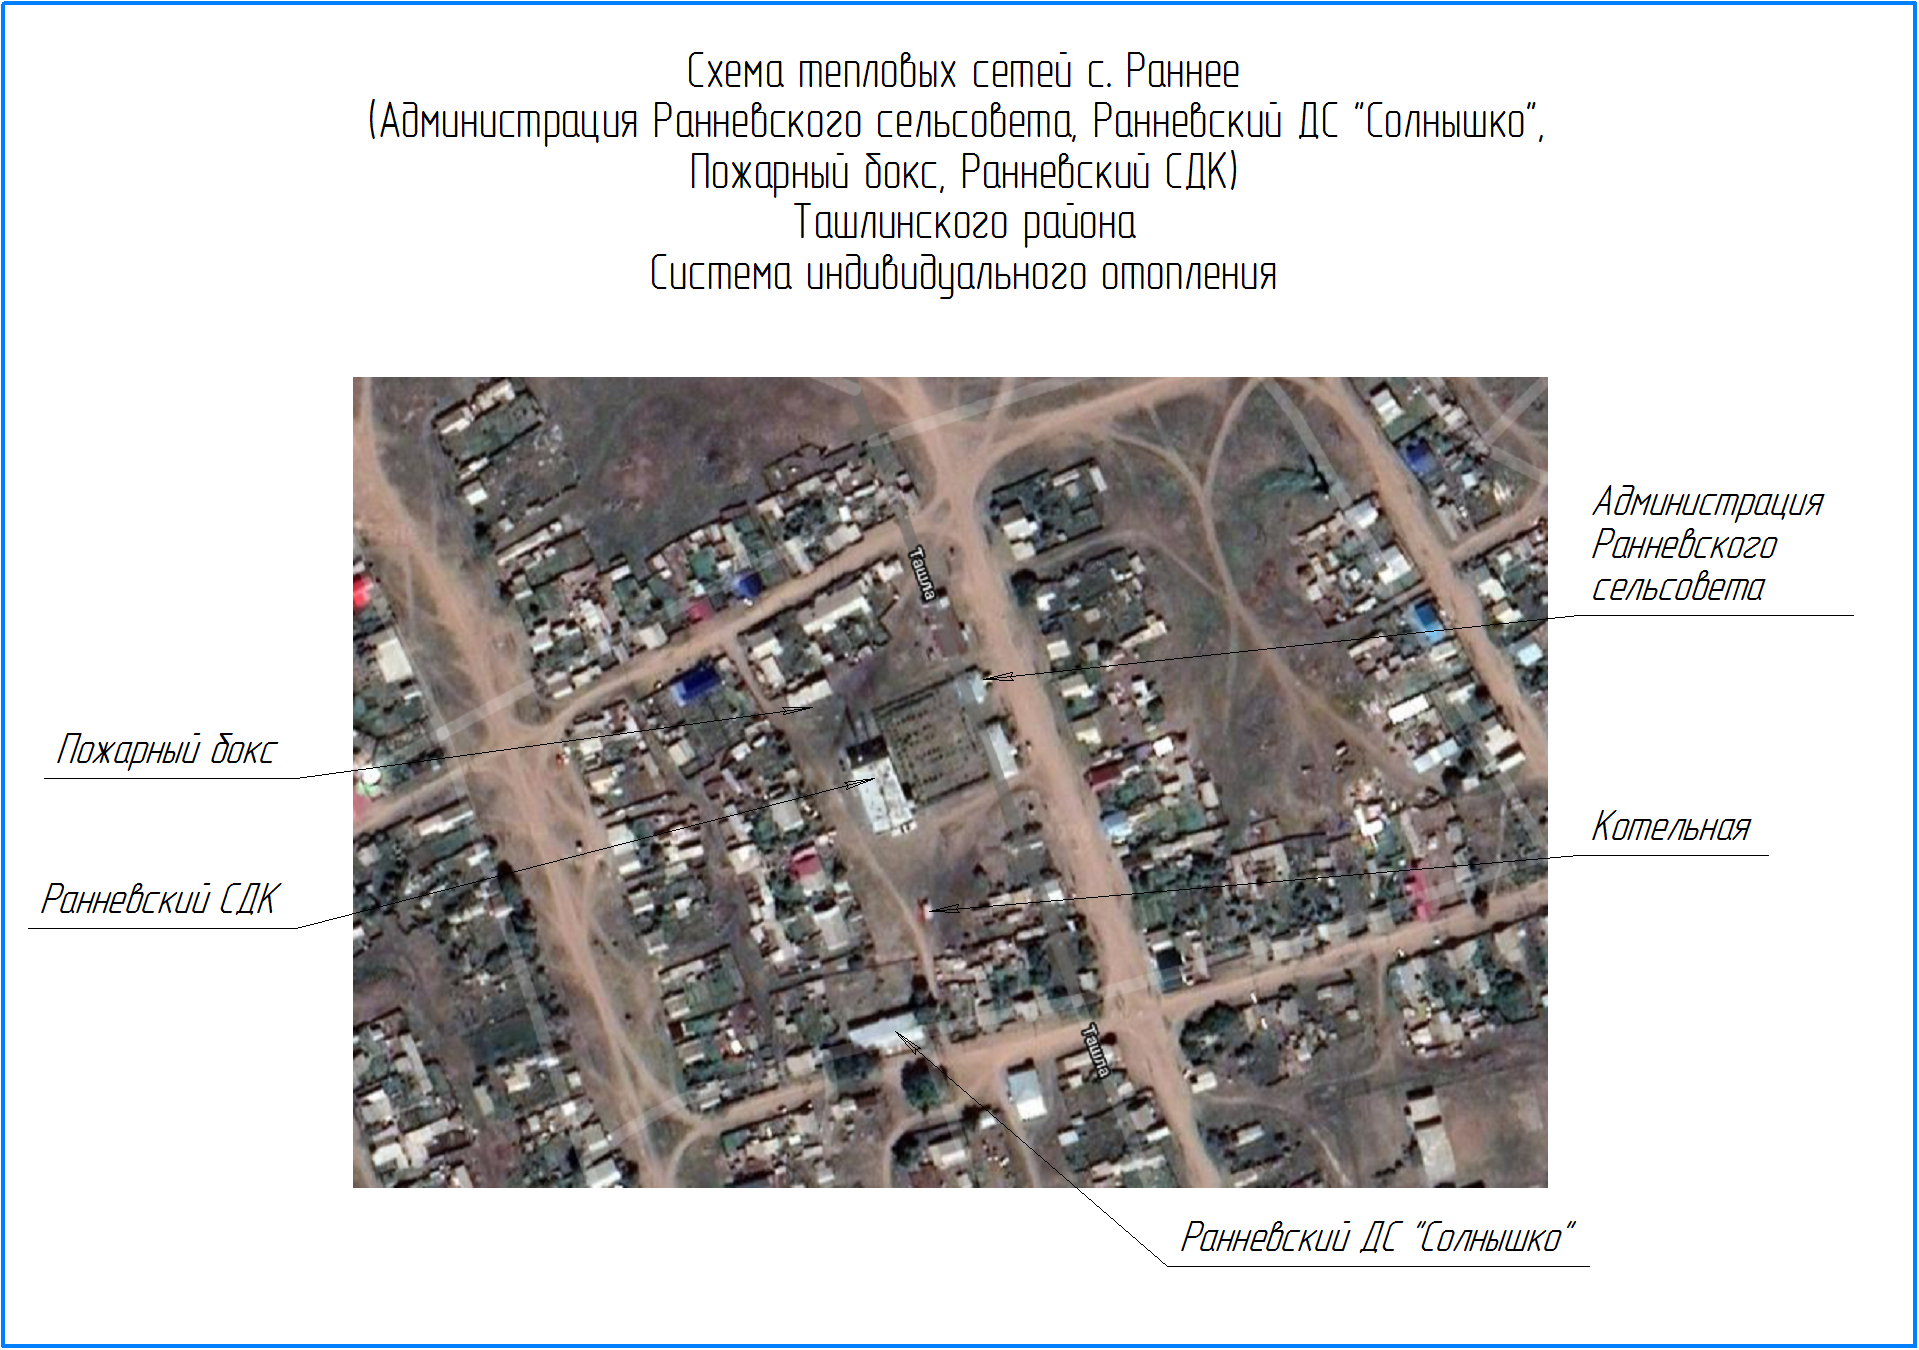 Схема тепловых сетей с. Раннее
(Администрация Ранневского сельсовета, Ранневский ДС "Солнышко",
Пожарный бокс, Ранневский СДК)
Ташлинского района
Система индивидуального отопления
Администрация
Ранневского
сельсовета
Ташла
Пожарный бокс
Котельная
Ранневский СДК
Ташла
Ранневский ДС "Солнышко"